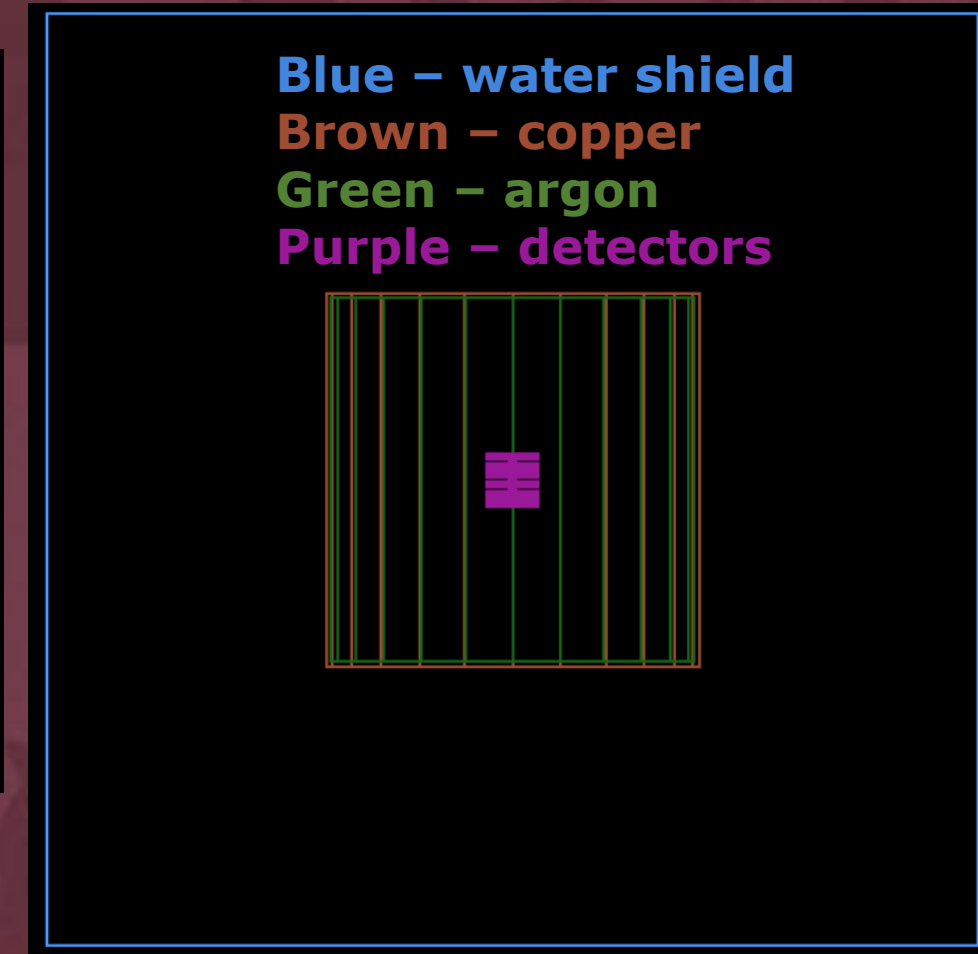 Blue – water shield
Brown – copper
Green – argon
Purple – detectors